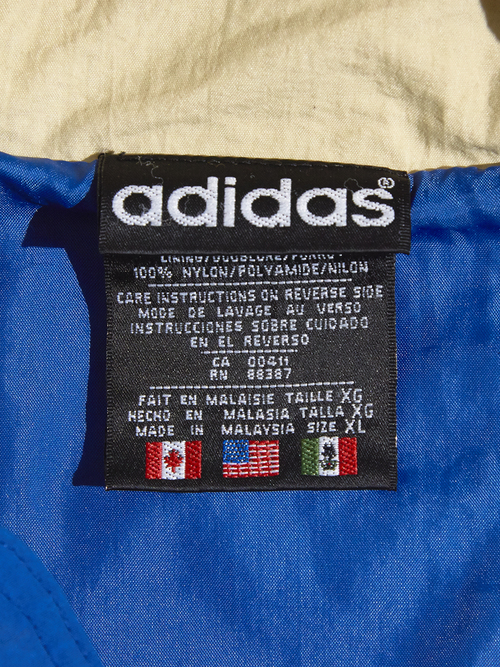 adidas®
LINING/DOUBLURE/FORRO:
100% NYLON/POLYAMIDE/NILON
CARE INSTRUCTIONS ON REVERSE SIDE
MODE DE LAVAGE AU VERSO
INSTRUCCIONES SOBRE CUIDADO
EN EL REVERSO
CA 00411
RN 88387
FAIT EN MALAISIE TAILLE XG
HECHO EN MALASIA TALLA XG
MADE IN MALAYSIA SIZE XL